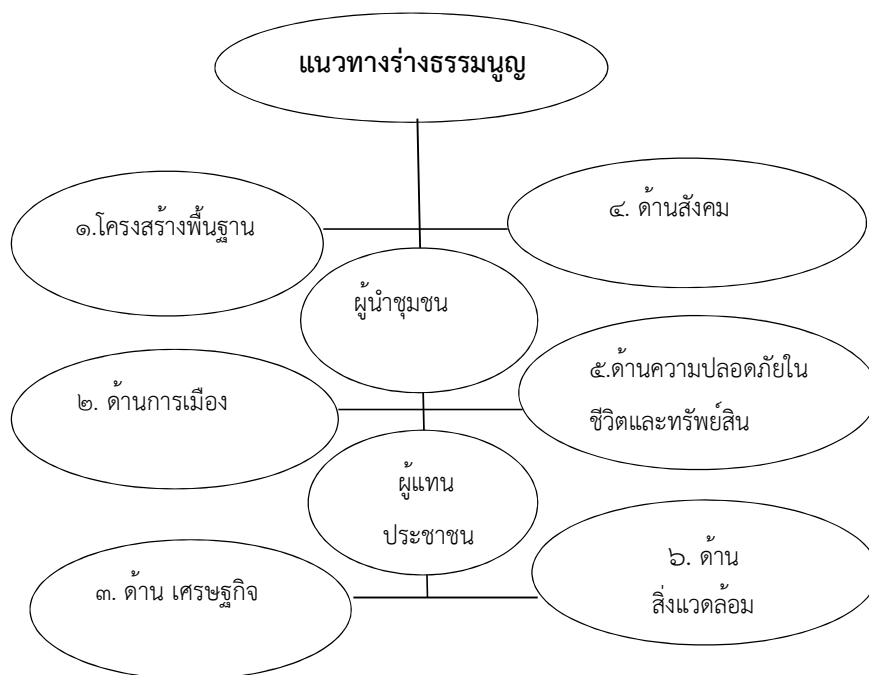 แนวทางร่างธรรมนูญ
๑.โครงสร้างพื้นฐาน
๔. ด้านสังคม
ผู้นำชุมชน
๒. ด้านการเมือง
๕.ด้านความปลอดภัยใน
ชีวิตและทรัพย์สิน
ผู้แทน
ประชาชน
๓. ด้าน เศรษฐกิจ
๖. ด้าน
สิ่งแวดล้อม